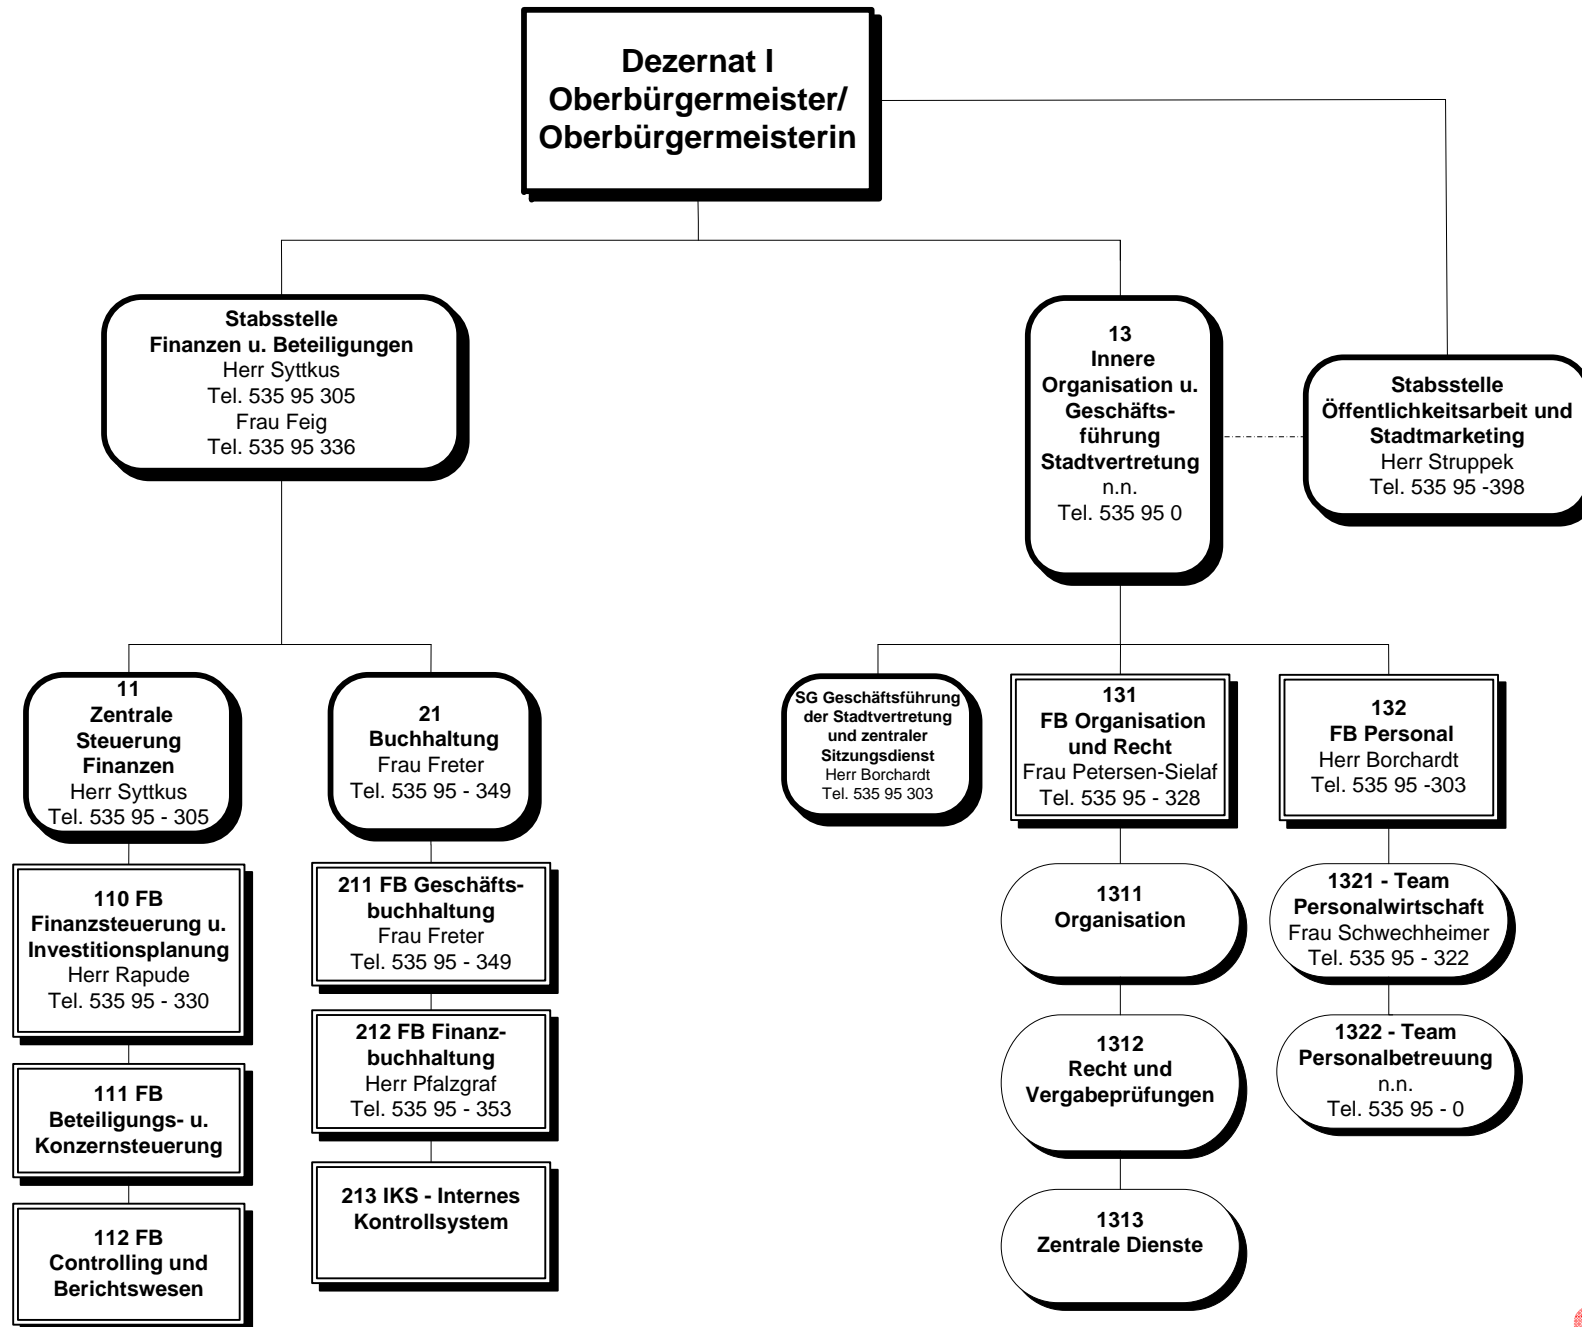 Dezernat I
Oberbürgermeister/
Oberbürgermeisterin
Stabsstelle
Finanzen u. Beteiligungen
Herr Syttkus
Tel. 535 95 305
Frau Feig
Tel. 535 95 336
13
Innere
Organisation u.
Geschäfts-
führung
Stadtvertretung
n.n.
Tel. 535 95 0
Stabsstelle
Öffentlichkeitsarbeit und
Stadtmarketing
Herr Struppek
Tel. 535 95 -398
11
Zentrale
Steuerung
Finanzen
Herr Syttkus
Tel. 535 95 - 305
21
Buchhaltung
Frau Freter
Tel. 535 95 - 349
SG Geschäftsführung
der Stadtvertretung
und zentraler
Sitzungsdienst
Herr Borchardt
Tel. 535 95 303
131
FB Organisation
und Recht
Frau Petersen-Sielaf
Tel. 535 95 - 328
132
FB Personal
Herr Borchardt
Tel. 535 95 -303
110 FB
Finanzsteuerung u.
Investitionsplanung
Herr Rapude
Tel. 535 95 - 330
211 FB Geschäfts-
buchhaltung
Frau Freter
Tel. 535 95 - 349
1311
Organisation
1321 - Team
Personalwirtschaft
Frau Schwechheimer
Tel. 535 95 - 322
212 FB Finanz-
buchhaltung
Herr Pfalzgraf
Tel. 535 95 - 353
1312
Recht und
Vergabeprüfungen
1322 - Team
Personalbetreuung
n.n.
Tel. 535 95 - 0
111 FB
Beteiligungs- u.
Konzernsteuerung
213 IKS - Internes
Kontrollsystem
1313
Zentrale Dienste
112 FB
Controlling und
Berichtswesen